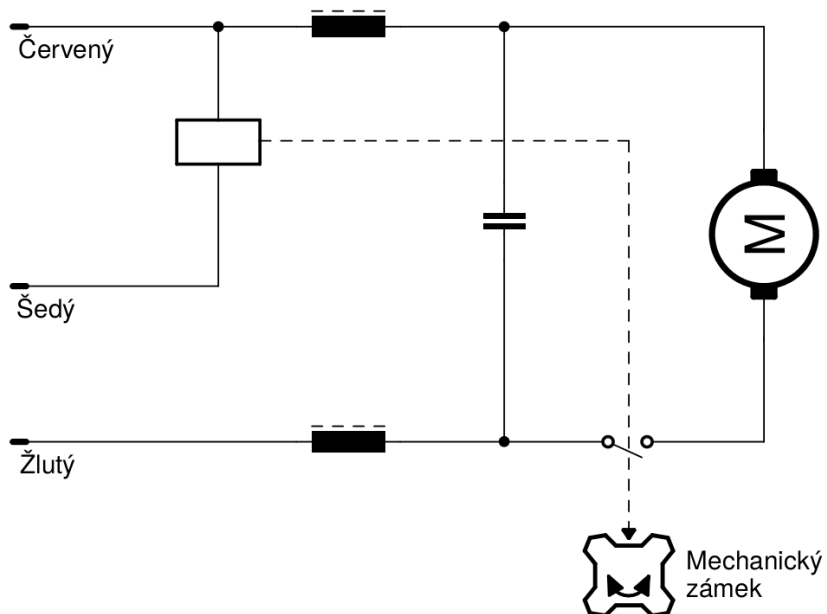 Červený
M
Šedý
Žlutý
Mechanický
zámek